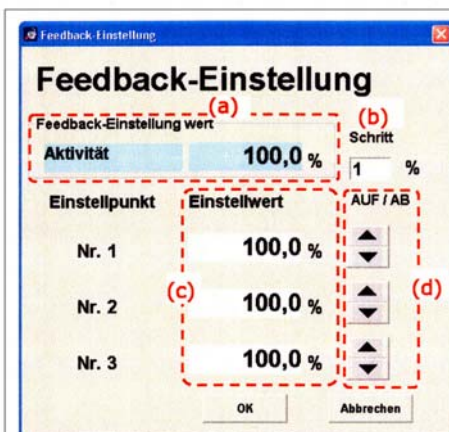 Feedback-Einstellung
Feedback-Einstellung
(a)
(b)
Feedback-Einstellung wert
Schritt
Aktivität 100,0 %
1 %
Einstellpunkt Einstellwert AUF / AB
Nr. 1 100,0 %
(c) (d)
Nr. 2 100,0 %
Nr. 3 100,0 %
OK Abbrechen